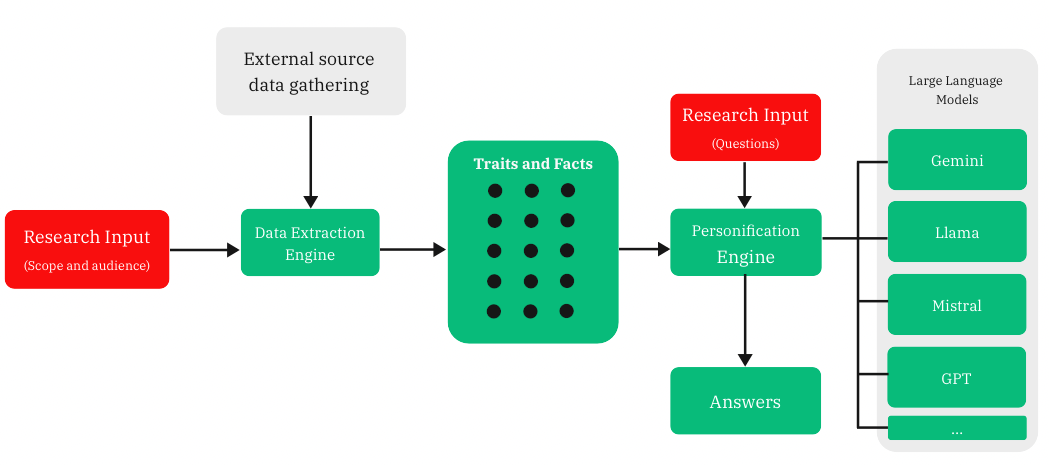 External source
data gathering
Research Input
(Scope and audience)
Data Extraction
Engine
Traits and Facts
Research Input
(Questions)
Personification
Engine
Answers
Large Language
Models
Gemini
Llama
Mistral
GPT
...